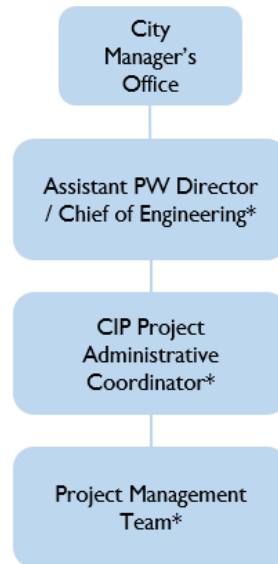 City
Manager’s
Office
Assistant PW Director
/ Chief of Engineering*
CIP Project
Administrative
Coordinator*
Project Management
Team*